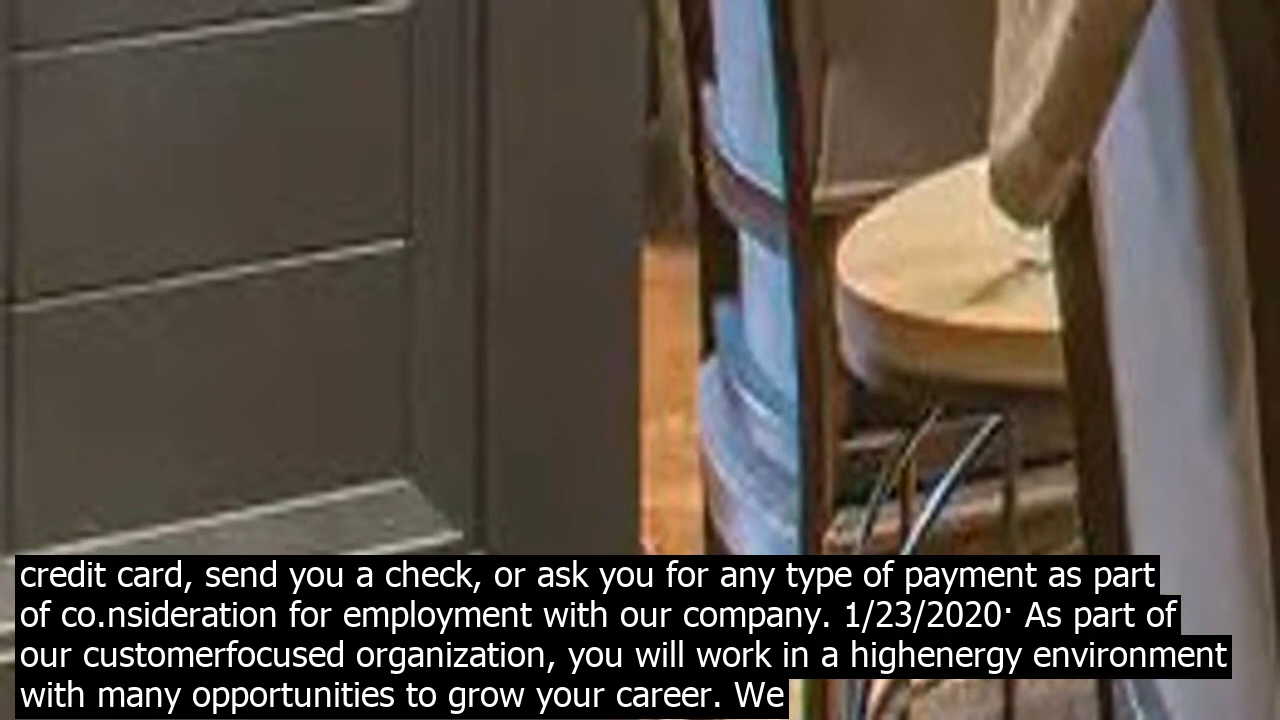 credit card, send you a check, or ask you for any type of payment as part
of co.nsideration for employment with our company. 1/23/2020· As part of
our customerfocused organization, you will work in a highenergy environment
with many opportunities to grow your career. We